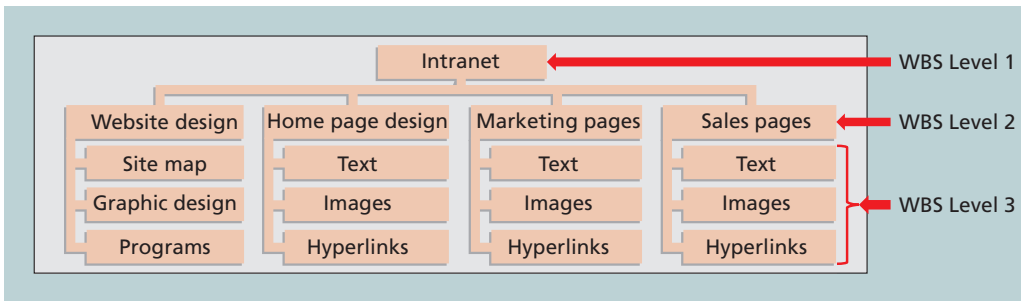 Intranet
WBS Level 1
Website design
Home page design
Marketing pages
Sales pages
WBS Level 2
Site map
Text
Text
Text
Graphic design
Images
Images
Images
WBS Level 3
Programs
Hyperlinks
Hyperlinks
Hyperlinks